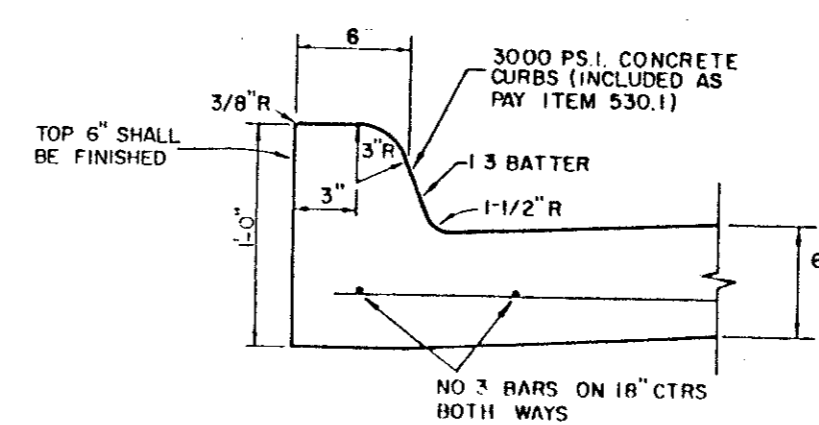 6
3000 P.S.I. CONCRETE
CURBS (INCLUDED AS
PAY ITEM 530.1)
3/8"R
TOP 6" SHALL
BE FINISHED
3"R
1 3 BATTER
3"
1-1/2" R
1'-0"
6
NO 3 BARS ON 18" CTRS
BOTH WAYS